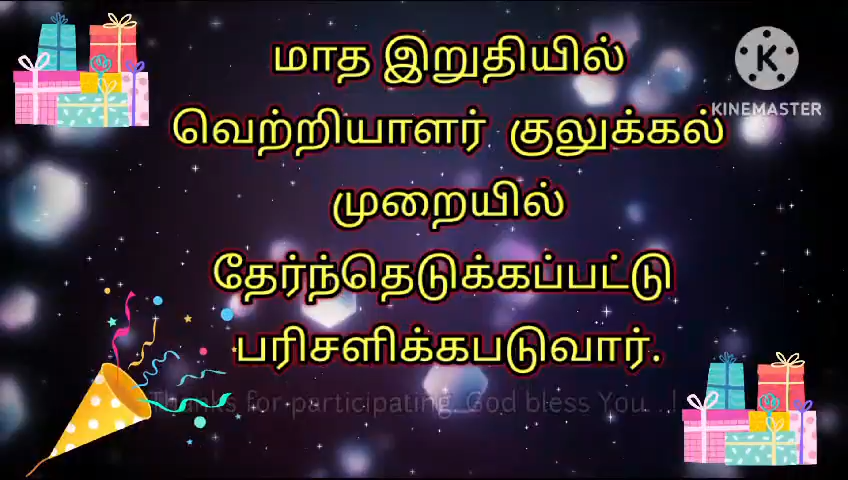 மாத இறுதியில்
KINEMASTER
வெற்றியாளர் குலுக்கல்
முறையில்
தேர்ந்தெடுக்கப்பட்டு
பரிசளிக்கபடுவார்.
Thanks for participating. God bless You...!